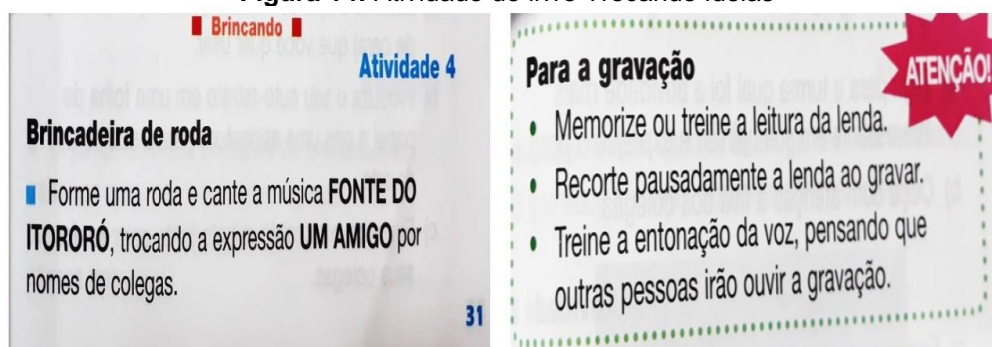 Figura 14: Atividade do livro Trocando Ideias
Brincando
Atividade 4
Brincadeira de roda
Forme uma roda e cante a música FONTE DO
ITORORÓ, trocando a expressão UM AMIGO por
nomes de colegas.
31
ATENÇÃO!
Para a gravação
• Memorize ou treine a leitura da lenda.
• Recorte pausadamente a lenda ao gravar.
• Treine a entonação da voz, pensando que
outras pessoas irão ouvir a gravação.